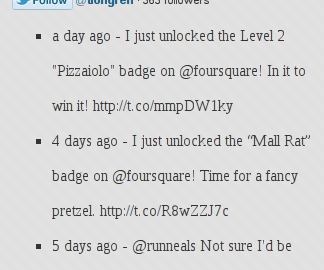 Follow @tiongren · 363 followers
a day ago - I just unlocked the Level 2
"Pizzaiolo" badge on @foursquare! In it to
win it! http://t.co/mmpDW1ky
4 days ago - I just unlocked the “Mall Rat”
badge on @foursquare! Time for a fancy
pretzel. http://t.co/R8wZZJ7c
5 days ago - @runneals Not sure I'd be